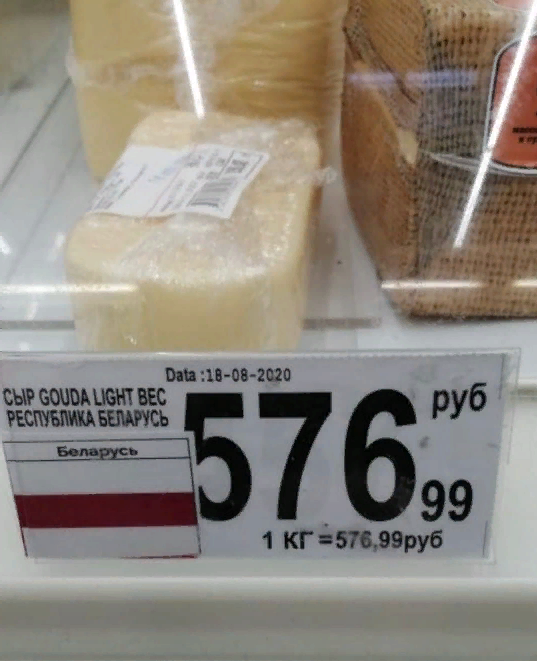 Data :18-08-2020
СЫР GOUDA LIGHT ВЕС
РЕСПУБЛИКА БЕЛАРУСЬ
Беларусь
576 99 руб
1 КГ =576,99руб